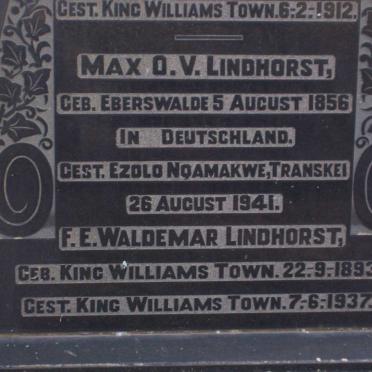 GEST. KING WILLIAMS TOWN. 6-2-1912.
MAX O. V. LINDHORST,
GEB. EBERSWALDE 5 AUGUST 1856
IN DEUTSCHLAND.
GEST. EZOLO NQAMAKWE, TRANSKEI
26 AUGUST 1941.
F. E. WALDEMAR LINDHORST,
GEB. KING WILLIAMS TOWN. 22-9-1893
GEST. KING WILLIAMS TOWN. 7-6-1937.